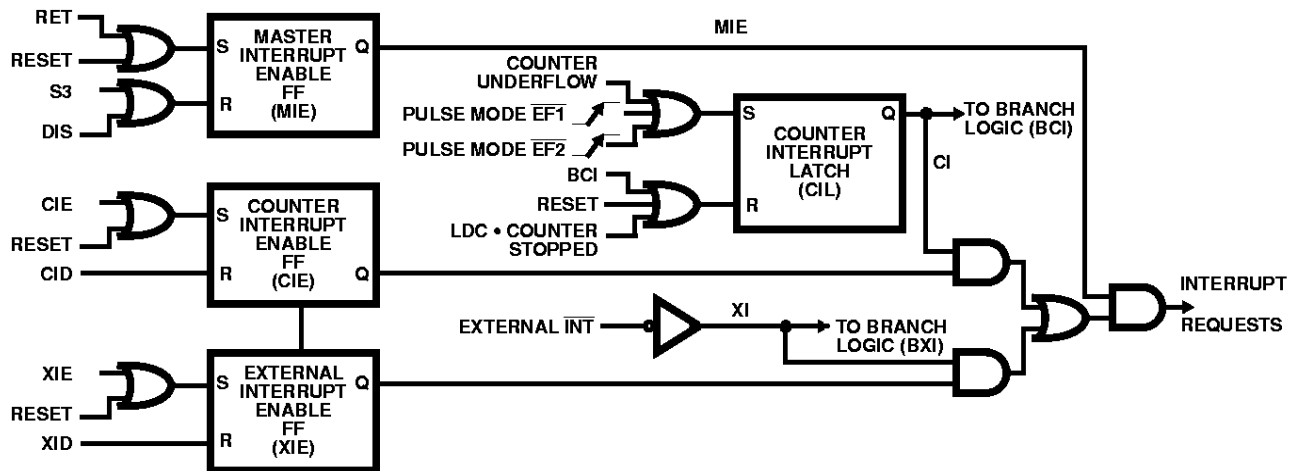 RET
RESET
S3
DIS
S
R
Q
MASTER
INTERRUPT
ENABLE
FF
(MIE)
MIE
COUNTER
UNDERFLOW
PULSE MODE EF1
PULSE MODE EF2
BCI
RESET
LDC • COUNTER
STOPPED
S
R
Q
COUNTER
INTERRUPT
LATCH
(CIL)
TO BRANCH
LOGIC (BCI)
CI
CIE
RESET
CID
S
R
Q
COUNTER
INTERRUPT
ENABLE
FF
(CIE)
EXTERNAL INT
XI
TO BRANCH
LOGIC (BXI)
INTERRUPT
REQUESTS
XIE
RESET
XID
S
R
Q
EXTERNAL
INTERRUPT
ENABLE
FF
(XIE)